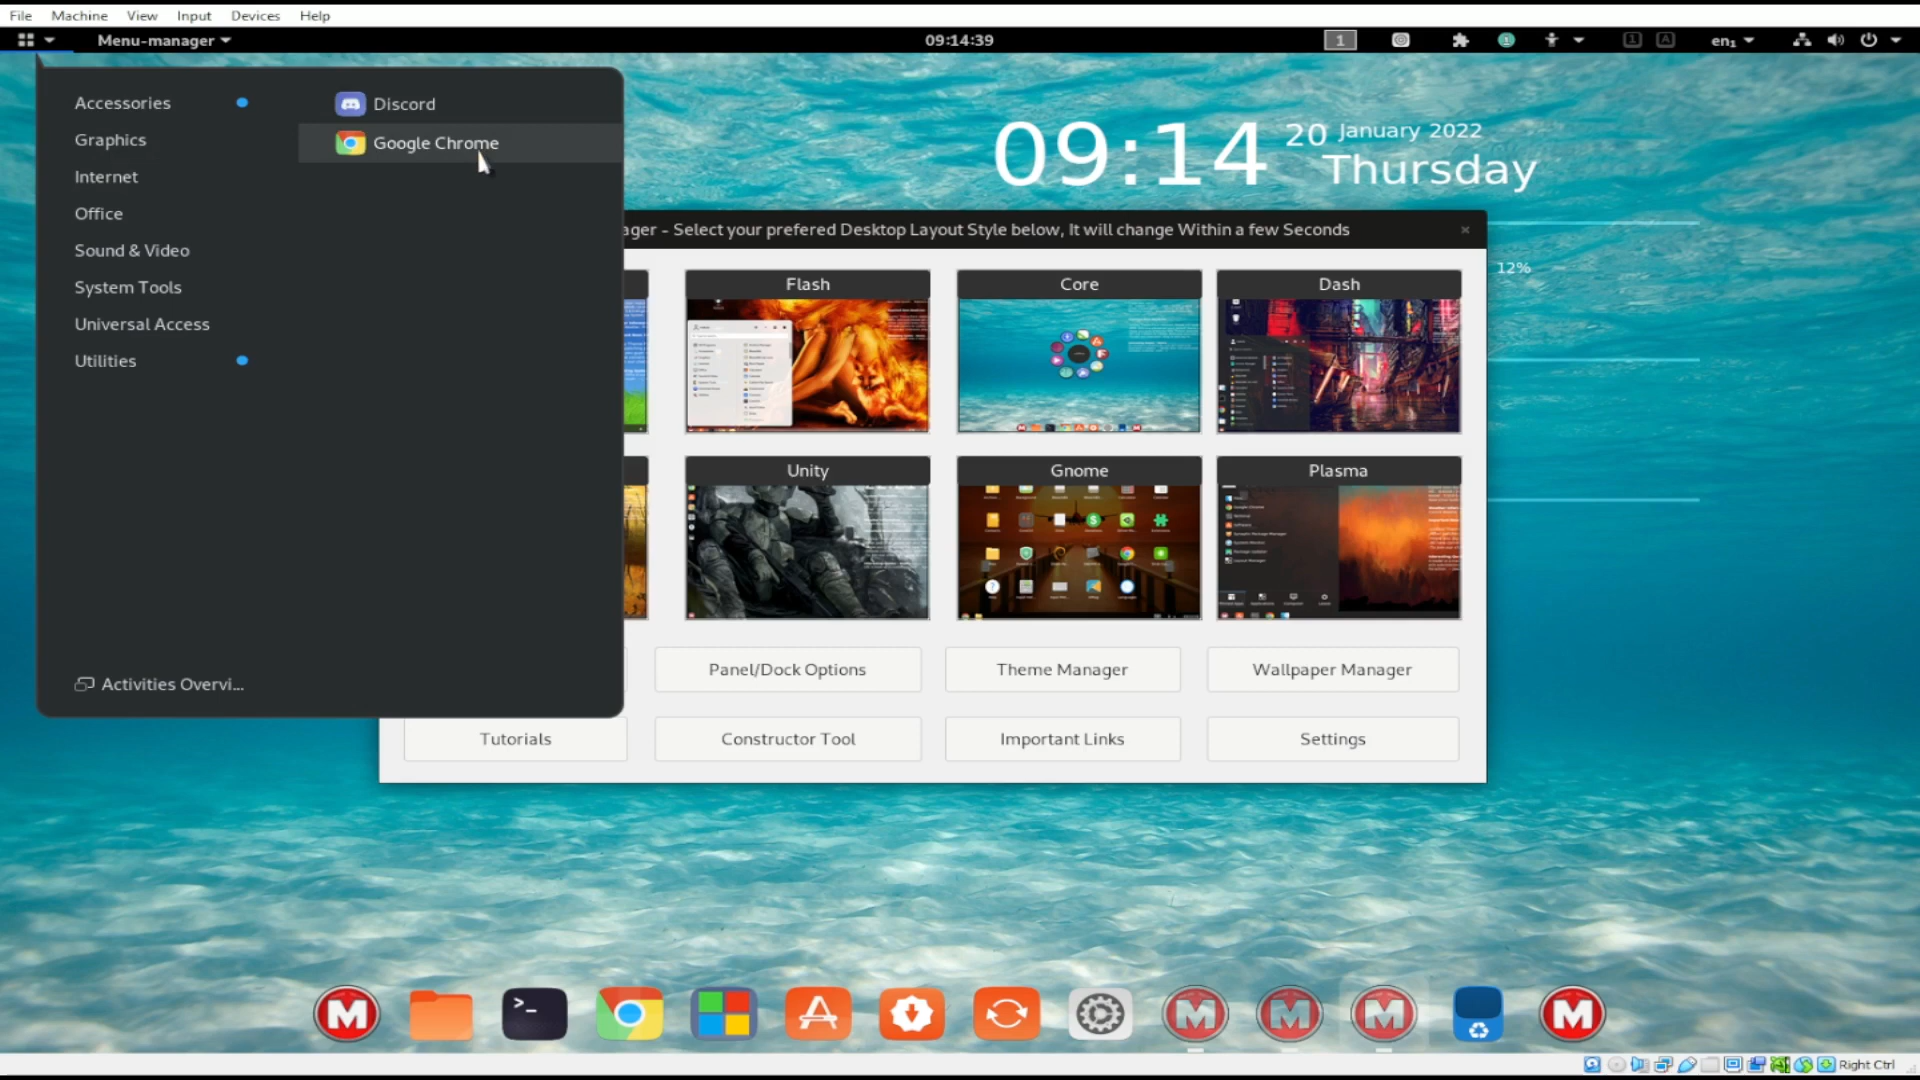 File Machine View Input Devices Help
Menu-manager
09:14:39
1
en₁
Accessories
Graphics
Internet
Office
Sound & Video
System Tools
Universal Access
Utilities
Activities Overvi...
Discord
Google Chrome
09:14
20 January 2022
Thursday
12%
ager - Select your prefered Desktop Layout Style below, It will change Within a few Seconds
Flash
Core
Dash
Unity
Gnome
Plasma
Panel/Dock Options
Theme Manager
Wallpaper Manager
Tutorials
Constructor Tool
Important Links
Settings
Right Ctrl